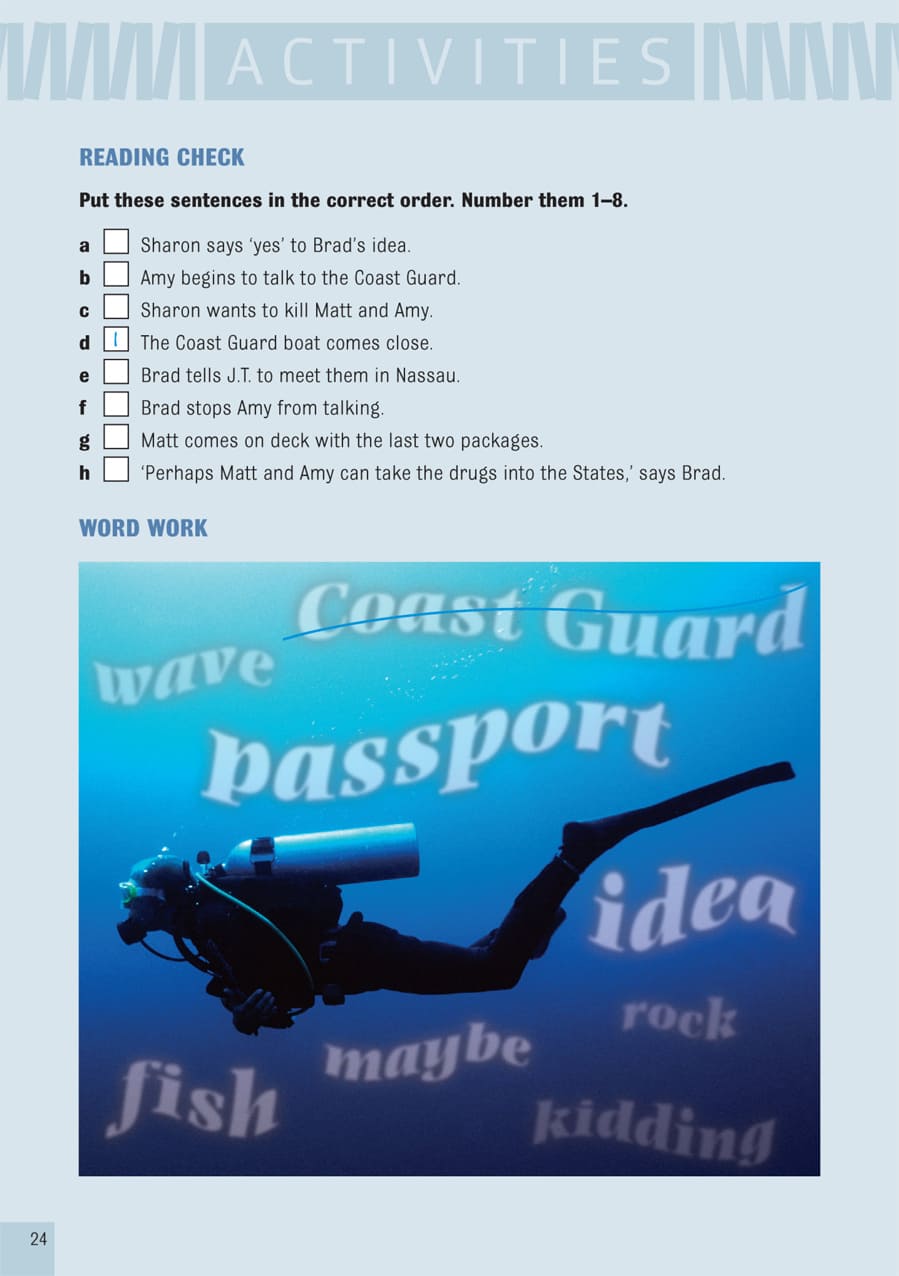 ACTIVITIES
READING CHECK
Put these sentences in the correct order. Number them 1–8.
a Sharon says ‘yes’ to Brad’s idea.
b Amy begins to talk to the Coast Guard.
c Sharon wants to kill Matt and Amy.
d 1 The Coast Guard boat comes close.
e Brad tells J.T. to meet them in Nassau.
f Brad stops Amy from talking.
g Matt comes on deck with the last two packages.
h ‘Perhaps Matt and Amy can take the drugs into the States,’ says Brad.
WORD WORK
Coast Guard
wave
passport
idea
rock
maybe
fish
kidding
24